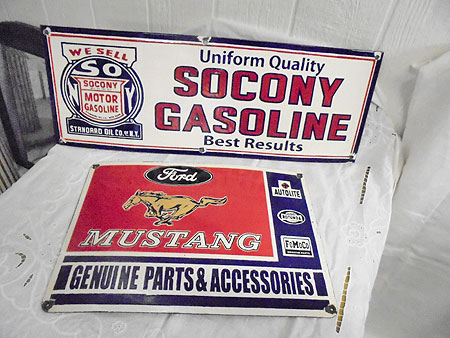 WE SELL
SO
SOCONY
MOTOR
GASOLINE
STANDARD OIL CO. OF N.Y.
Uniform Quality
SOCONY
GASOLINE
Best Results
Ford
MUSTANG
AUTOLITE
FoMoCo
GENUINE PARTS & ACCESSORIES